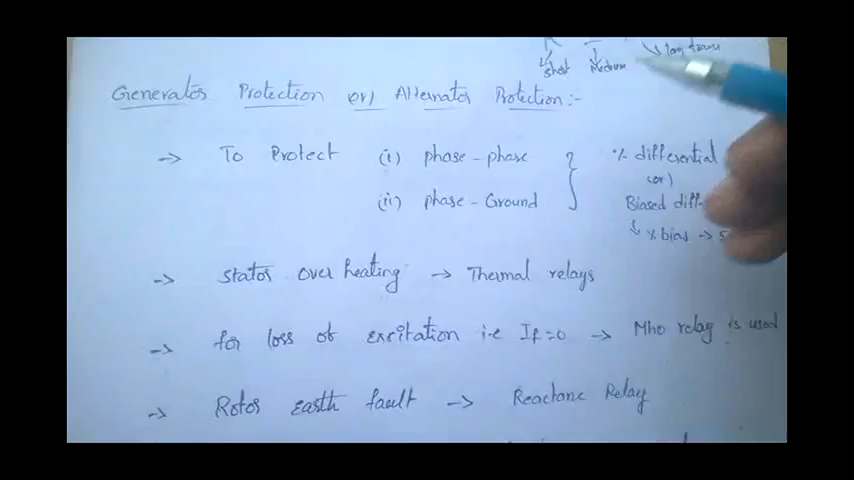 short Medium long trans
Generator Protection (or) Alternator Protection :-
→ To Protect (i) phase - phase } % differential
(or)
(ii) phase - Ground Biased diff
↓ % bias → 5
→ Stator over heating → Thermal relays
→ for loss of excitation i.e If = 0 → Mho relay is used
→ Rotor earth fault → Reactanc Relay